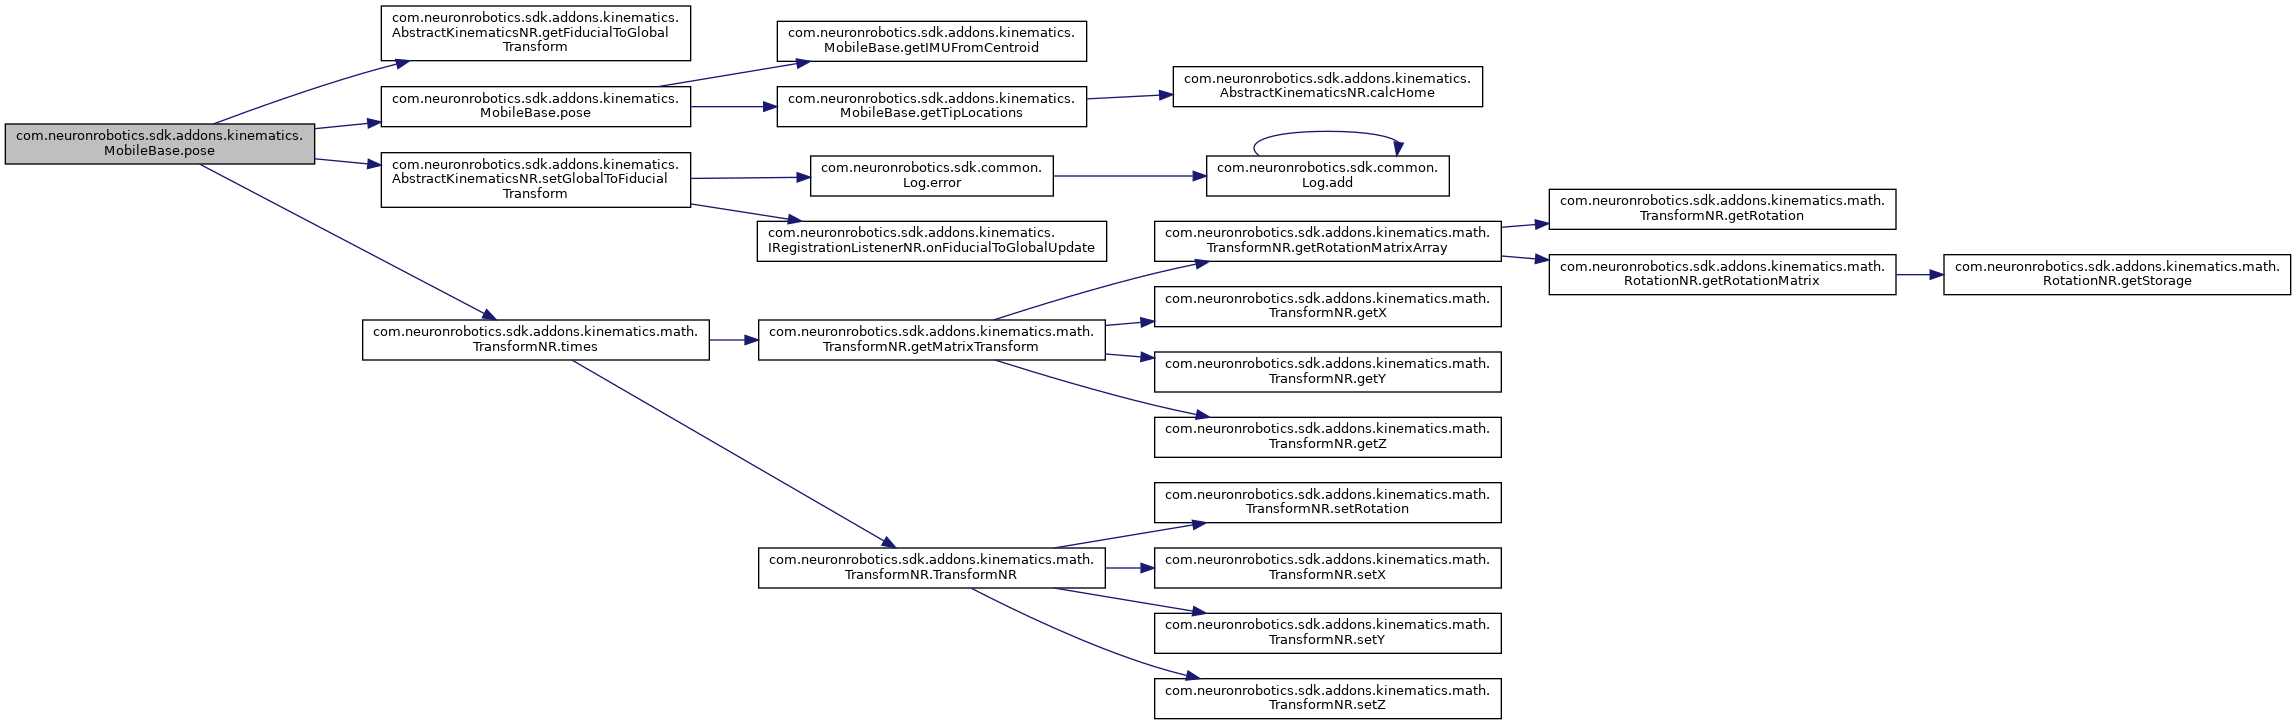 com.neuronrobotics.sdk.addons.kinematics.
MobileBase.pose
com.neuronrobotics.sdk.addons.kinematics.
AbstractKinematicsNR.getFiducialToGlobal
Transform
com.neuronrobotics.sdk.addons.kinematics.
MobileBase.pose
com.neuronrobotics.sdk.addons.kinematics.
AbstractKinematicsNR.setGlobalToFiducial
Transform
com.neuronrobotics.sdk.addons.kinematics.math.
TransformNR.times
com.neuronrobotics.sdk.addons.kinematics.
MobileBase.getIMUFromCentroid
com.neuronrobotics.sdk.addons.kinematics.
MobileBase.getTipLocations
com.neuronrobotics.sdk.common.
Log.error
com.neuronrobotics.sdk.addons.kinematics.
IRegistrationListenerNR.onFiducialToGlobalUpdate
com.neuronrobotics.sdk.addons.kinematics.math.
TransformNR.getMatrixTransform
com.neuronrobotics.sdk.addons.kinematics.math.
TransformNR.TransformNR
com.neuronrobotics.sdk.addons.kinematics.
AbstractKinematicsNR.calcHome
com.neuronrobotics.sdk.common.
Log.add
com.neuronrobotics.sdk.addons.kinematics.math.
TransformNR.getRotationMatrixArray
com.neuronrobotics.sdk.addons.kinematics.math.
TransformNR.getX
com.neuronrobotics.sdk.addons.kinematics.math.
TransformNR.getY
com.neuronrobotics.sdk.addons.kinematics.math.
TransformNR.getZ
com.neuronrobotics.sdk.addons.kinematics.math.
TransformNR.setRotation
com.neuronrobotics.sdk.addons.kinematics.math.
TransformNR.setX
com.neuronrobotics.sdk.addons.kinematics.math.
TransformNR.setY
com.neuronrobotics.sdk.addons.kinematics.math.
TransformNR.setZ
com.neuronrobotics.sdk.addons.kinematics.math.
TransformNR.getRotation
com.neuronrobotics.sdk.addons.kinematics.math.
RotationNR.getRotationMatrix
com.neuronrobotics.sdk.addons.kinematics.math.
RotationNR.getStorage